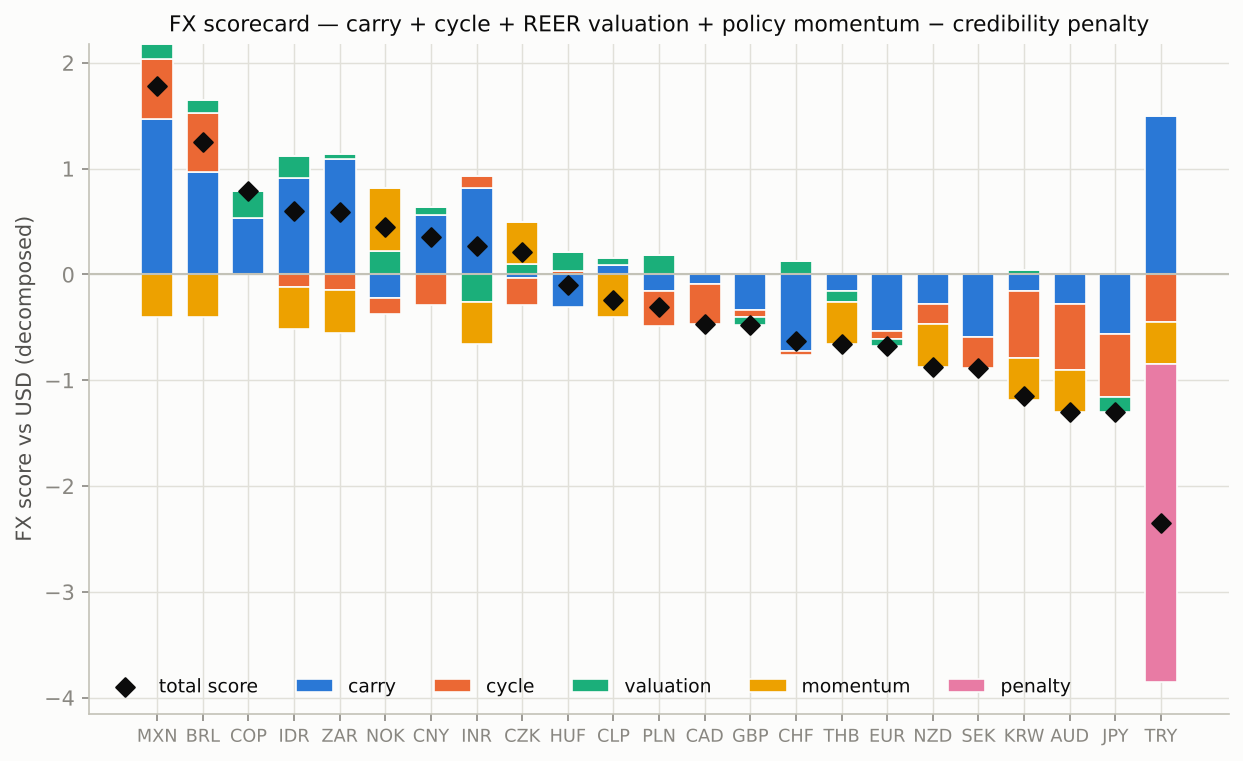 FX scorecard — carry + cycle + REER valuation + policy momentum − credibility penalty
FX score vs USD (decomposed)
2
1
0
−1
−2
−3
−4
total score carry cycle valuation momentum penalty
MXN BRL COP IDR ZAR NOK CNY INR CZK HUF CLP PLN CAD GBP CHF THB EUR NZD SEK KRW AUD JPY TRY